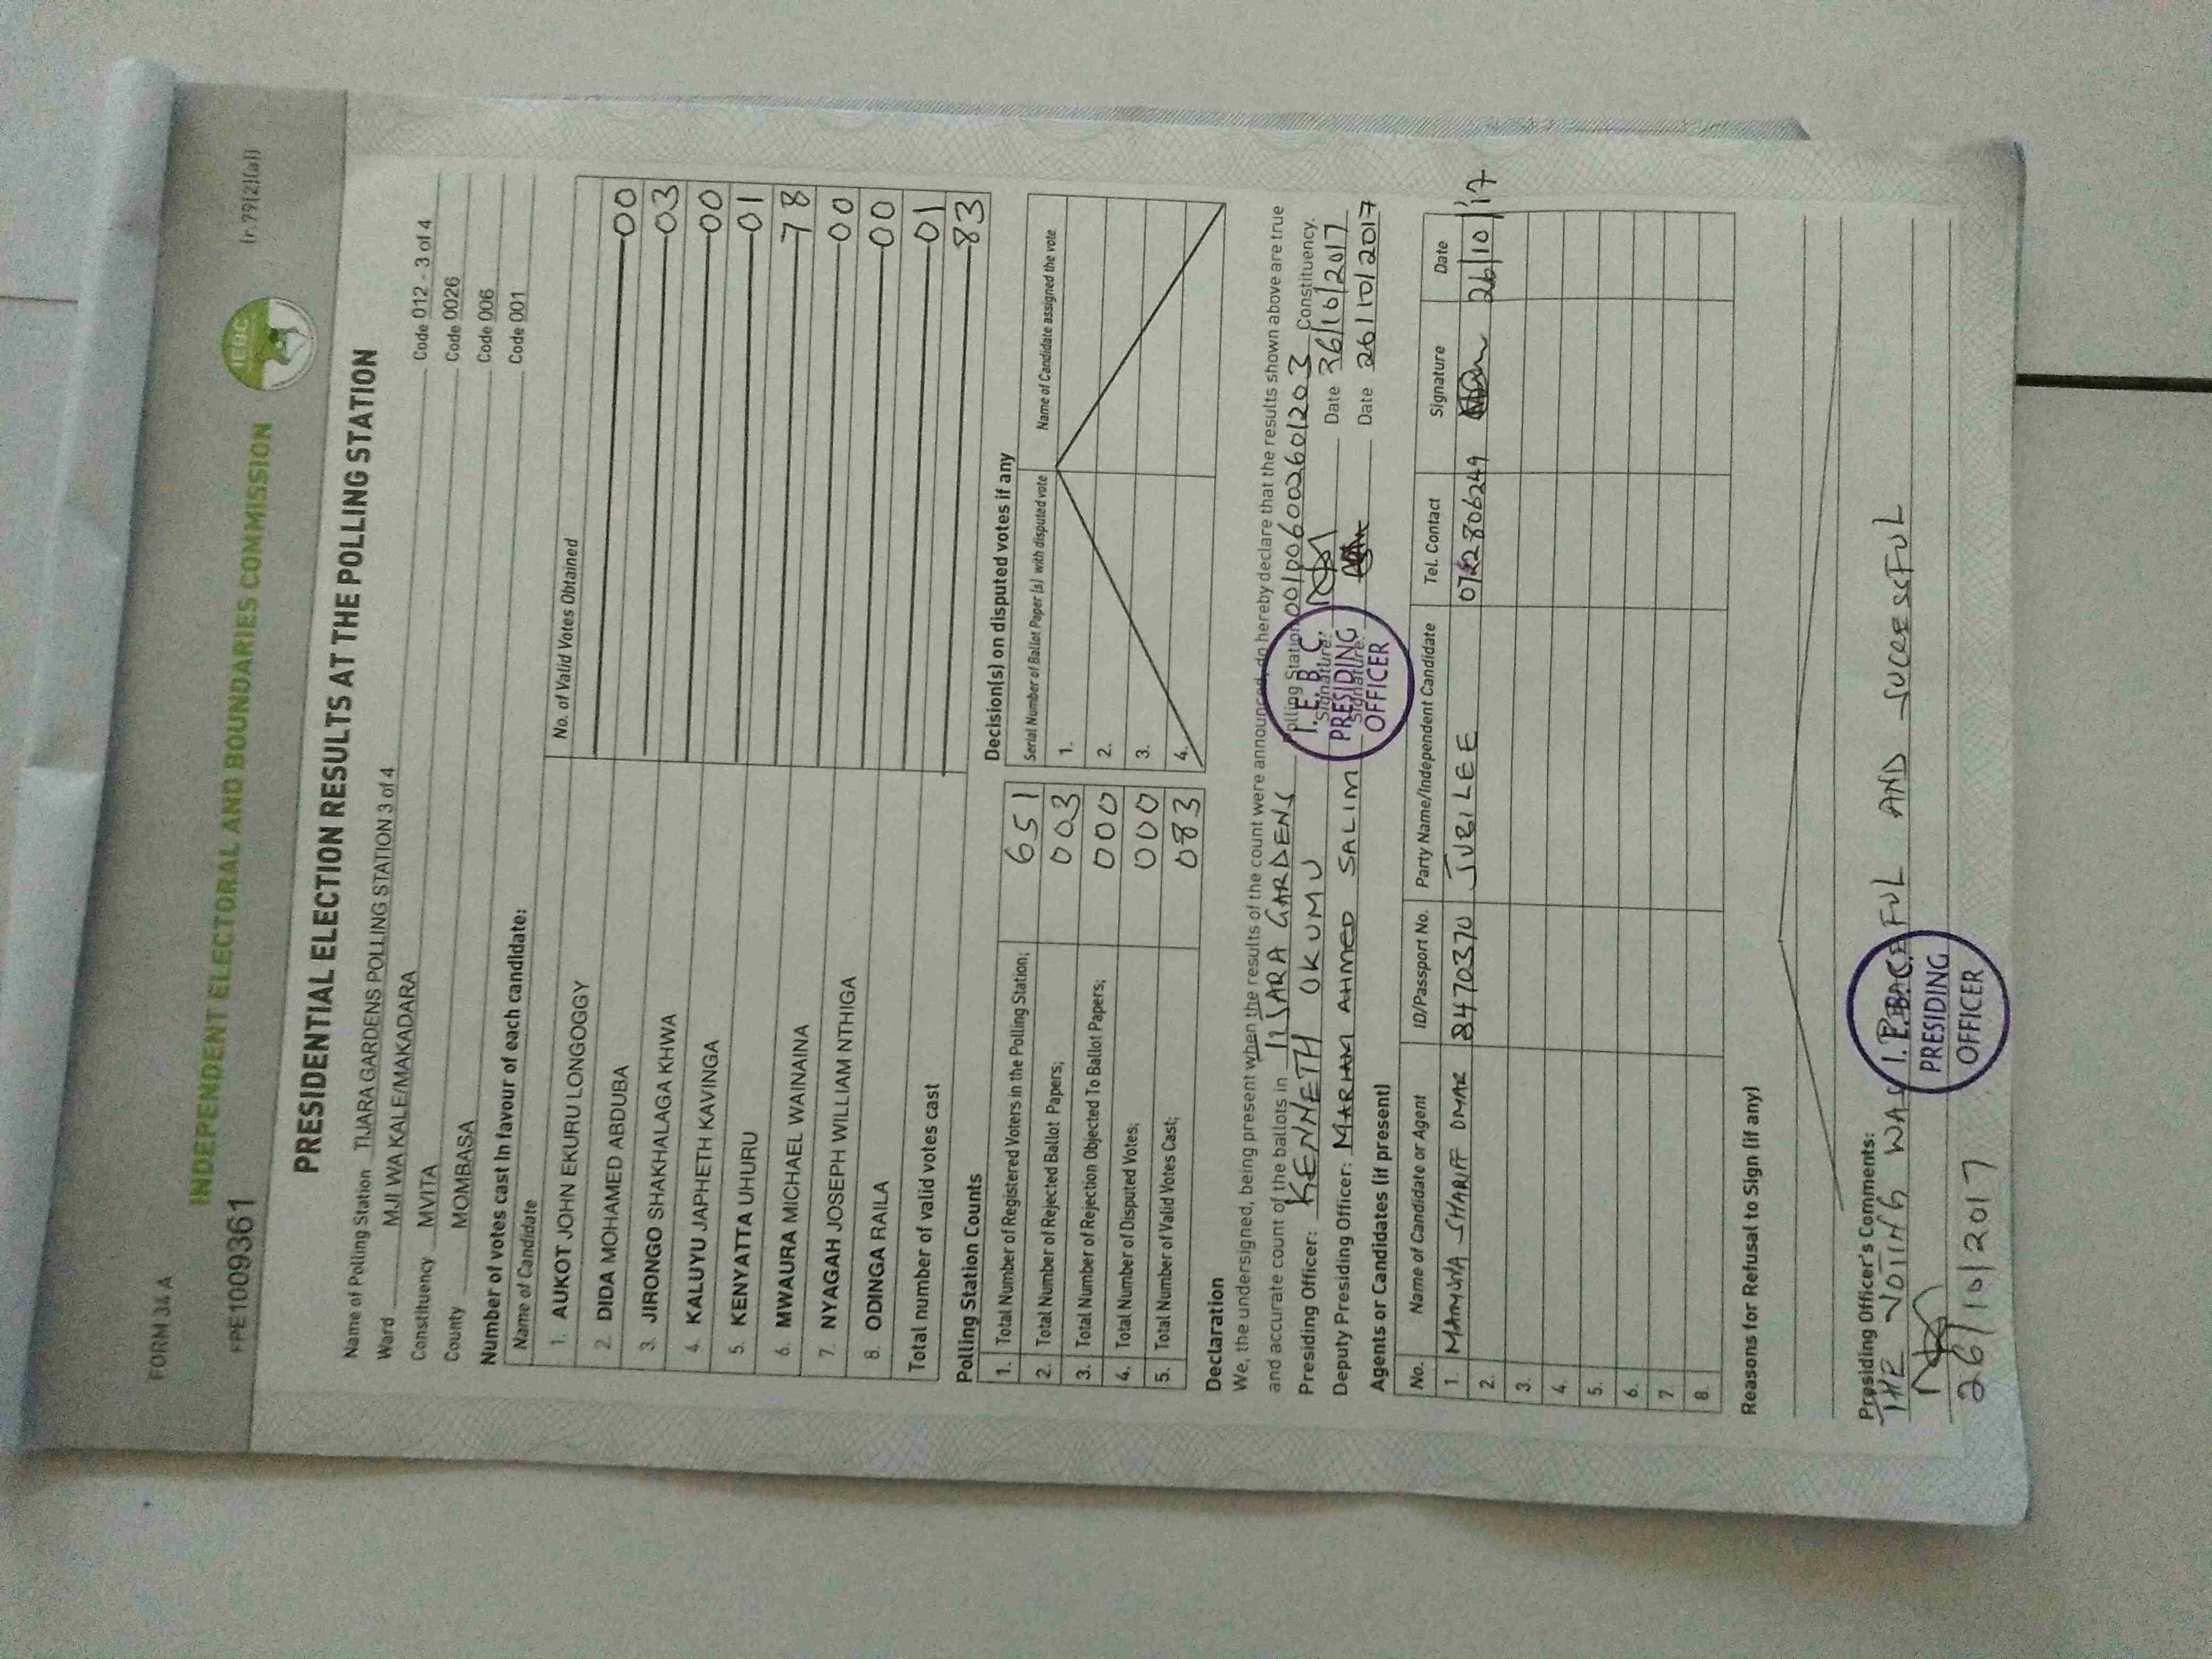 FORM 34 A
(r.79(2)(a))
FPE1009361
IEBC
INDEPENDENT ELECTORAL AND BOUNDARIES COMMISSION
PRESIDENTIAL ELECTION RESULTS AT THE POLLING STATION
Name of Polling Station TIJARA GARDENS POLLING STATION 3 of 4 Code 012 - 3 of 4
Ward MJI WA KALE/MAKADARA Code 0026
Constituency MVITA Code 006
County MOMBASA Code 001
Number of votes cast in favour of each candidate:
Name of Candidate No. of Valid Votes Obtained
1. AUKOT JOHN EKURU LONGOGGY 00
2. DIDA MOHAMED ABDUBA 03
3. JIRONGO SHAKHALAGA KHWA 00
4. KALUYU JAPHETH KAVINGA 01
5. KENYATTA UHURU 78
6. MWAURA MICHAEL WAINAINA 00
7. NYAGAH JOSEPH WILLIAM NTHIGA 00
8. ODINGA RAILA 01
Total number of valid votes cast 83
Polling Station Counts
1. Total Number of Registered Voters in the Polling Station; 651
2. Total Number of Rejected Ballot Papers; 003
3. Total Number of Rejection Objected To Ballot Papers; 000
4. Total Number of Disputed Votes; 000
5. Total Number of Valid Votes Cast; 083
Decision(s) on disputed votes if any
Serial Number of Ballot Paper (s) with disputed vote Name of Candidate assigned the vote
1.
2.
3.
4.
Declaration
We, the undersigned, being present when the results of the count were announced, do hereby declare that the results shown above are true
and accurate count of the ballots in GARDENS Polling Station 001006002601203 Constituency.
Presiding Officer: KENNETH OKUMU Signature: Date 26/10/2017
Deputy Presiding Officer: MARIAM AHMED SALIM Signature: Date 26/10/2017
I.E.B.C.
PRESIDING
OFFICER
Agents or Candidates (if present)
No. Name of Candidate or Agent ID/Passport No. Party Name/Independent Candidate Tel. Contact Signature Date
1. MAIMUNA SHARIFF OMAR 8470370 JUBILEE 0722806249 26/10/17
2.
3.
4.
5.
6.
7.
8.
Reasons for Refusal to Sign (if any)
Presiding Officer's Comments:
THE VOTING WAS PEACEFUL AND SUCCESSFUL
26/10/2017
I.E.B.C.
PRESIDING
OFFICER